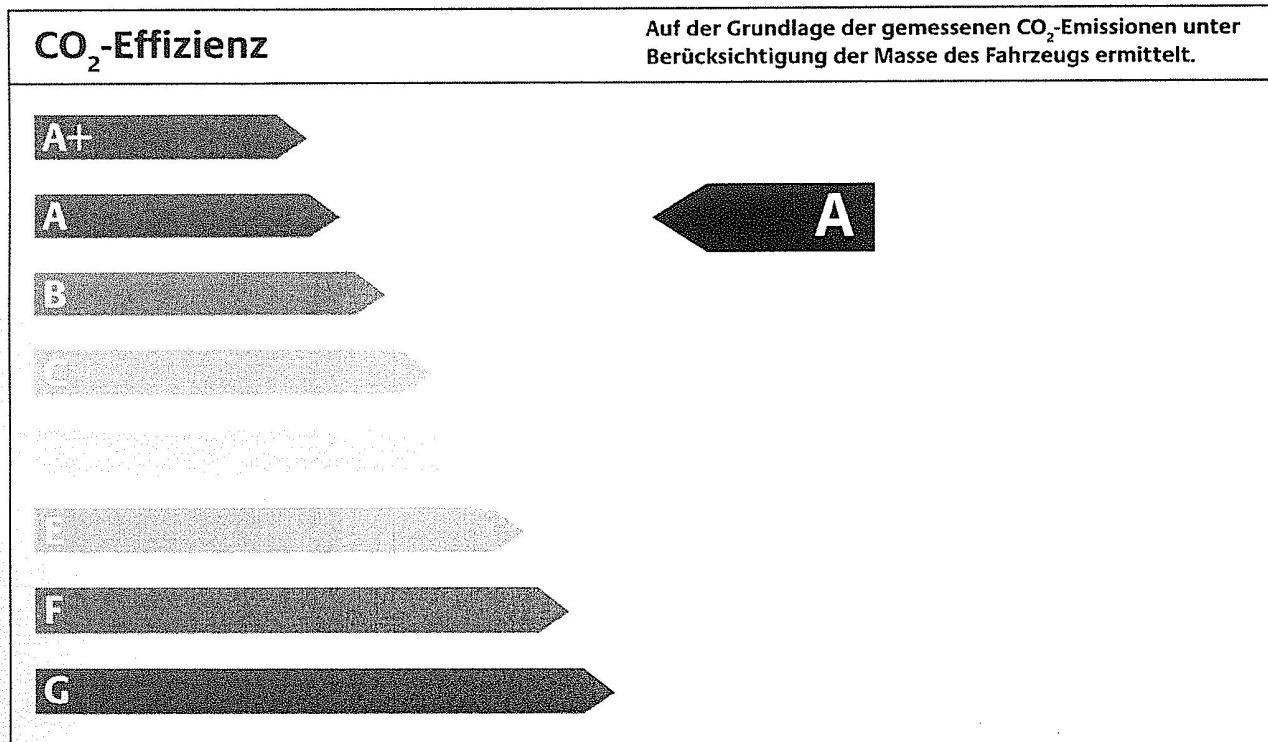 CO₂-Effizienz
Auf der Grundlage der gemessenen CO₂-Emissionen unter
Berücksichtigung der Masse des Fahrzeugs ermittelt.
A+
A
A
B
C
E
F
G